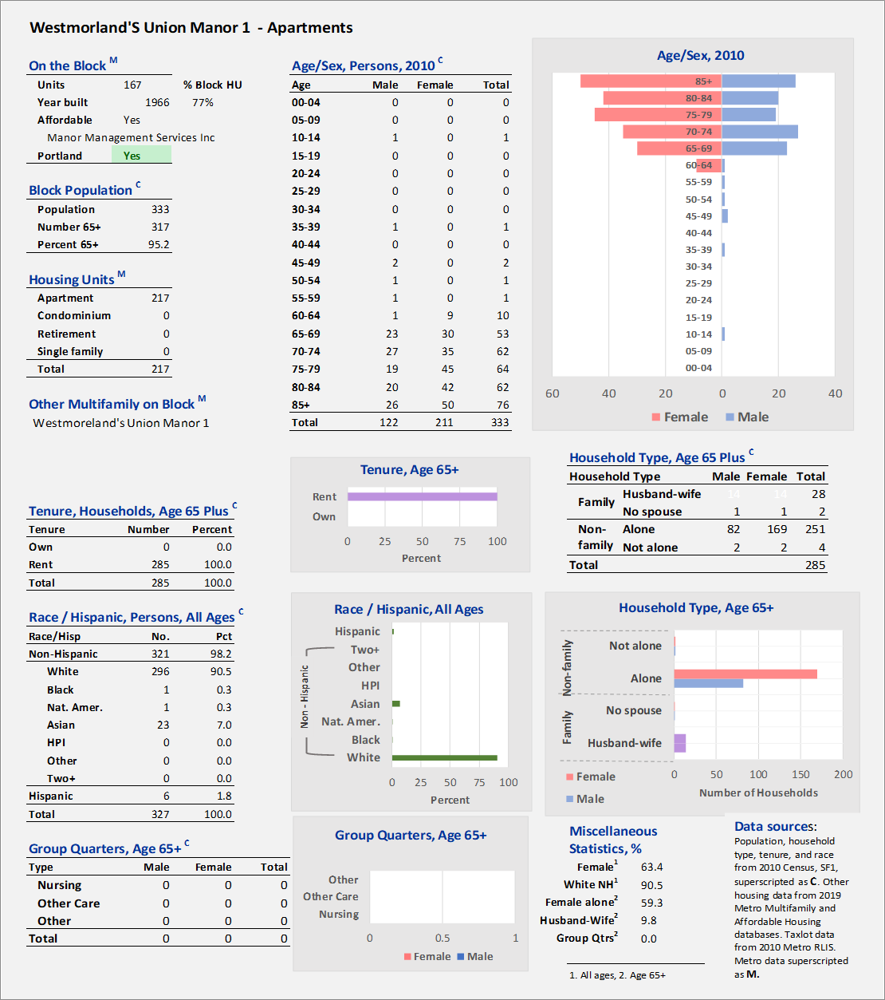 Westmorland'S Union Manor 1 - Apartments
On the Block M
Units 167 % Block HU
Year built 1966 77%
Affordable Yes
Manor Management Services Inc
Portland Yes
Block Population C
Population 333
Number 65+ 317
Percent 65+ 95.2
Housing Units M
Apartment 217
Condominium 0
Retirement 0
Single family 0
Total 217
Other Multifamily on Block M
Westmoreland's Union Manor 1
Age/Sex, Persons, 2010 C
Age Male Female Total
00-04 0 0 0
05-09 0 0 0
10-14 1 0 1
15-19 0 0 0
20-24 0 0 0
25-29 0 0 0
30-34 0 0 0
35-39 1 0 1
40-44 0 0 0
45-49 2 0 2
50-54 1 0 1
55-59 1 0 1
60-64 1 9 10
65-69 23 30 53
70-74 27 35 62
75-79 19 45 64
80-84 20 42 62
85+ 26 50 76
Total 122 211 333
Age/Sex, 2010
85+
80-84
75-79
70-74
65-69
60-64
55-59
50-54
45-49
40-44
35-39
30-34
25-29
20-24
15-19
10-14
05-09
00-04
60 40 20 0 20 40
Female Male
Tenure, Households, Age 65 Plus C
Tenure Number Percent
Own 0 0.0
Rent 285 100.0
Total 285 100.0
Tenure, Age 65+
Rent
Own
0 25 50 75 100
Percent
Household Type, Age 65 Plus C
Household Type Male Female Total
Family Husband-wife 14 14 28
No spouse 1 1 2
Non-family Alone 82 169 251
Not alone 2 2 4
Total 285
Race / Hispanic, Persons, All Ages C
Race/Hisp No. Pct
Non-Hispanic 321 98.2
White 296 90.5
Black 1 0.3
Nat. Amer. 1 0.3
Asian 23 7.0
HPI 0 0.0
Other 0 0.0
Two+ 0 0.0
Hispanic 6 1.8
Total 327 100.0
Race / Hispanic, All Ages
Hispanic
Two+
Other
HPI
Asian
Nat. Amer.
Black
White
Non - Hispanic
0 25 50 75 100
Percent
Household Type, Age 65+
Non-family
Not alone
Alone
Family
No spouse
Husband-wife
0 50 100 150 200
Number of Households
Female
Male
Group Quarters, Age 65+ C
Type Male Female Total
Nursing 0 0 0
Other Care 0 0 0
Other 0 0 0
Total 0 0 0
Group Quarters, Age 65+
Other
Other Care
Nursing
0 0.5 1
Female Male
Miscellaneous
Statistics, %
Female1 63.4
White NH1 90.5
Female alone2 59.3
Husband-Wife2 9.8
Group Qtrs2 0.0
1. All ages, 2. Age 65+
Data sources:
Population, household
type, tenure, and race
from 2010 Census, SF1,
superscripted as C. Other
housing data from 2019
Metro Multifamily and
Affordable Housing
databases. Taxlot data
from 2010 Metro RLIS.
Metro data superscripted
as M.